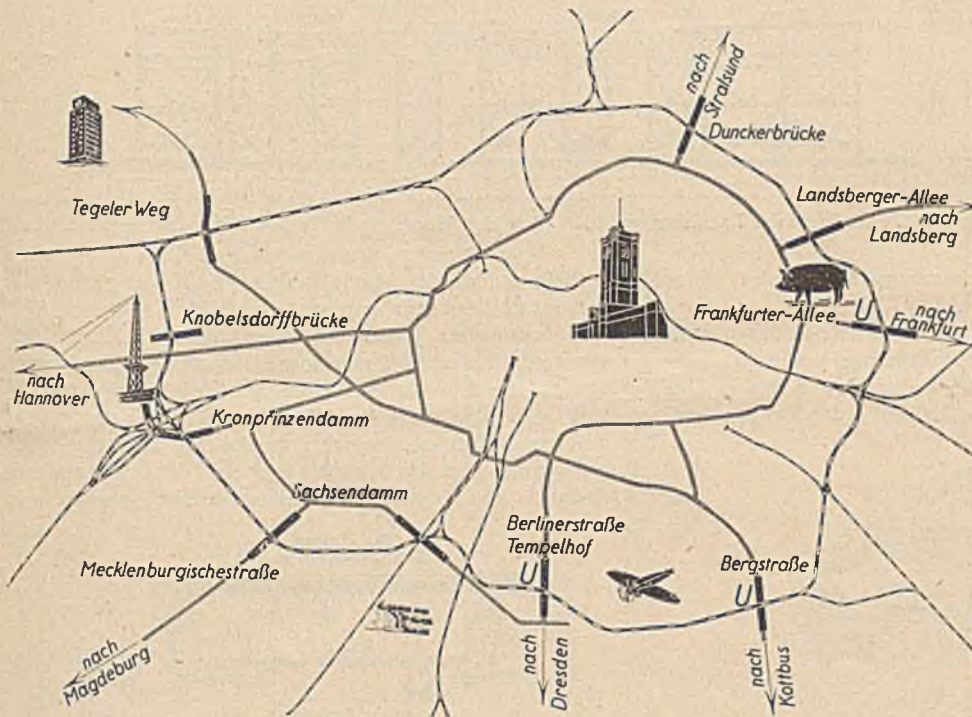 nach
Stralsund
Dunckerbrücke
Tegeler Weg
Landsberger-Allee
nach
Landsberg
Knobelsdorffbrücke
Frankfurter-Allee
U
nach
Frankfurt
nach
Hannover
Kronprinzendamm
Sachsendamm
Mecklenburgischestraße
Berlinerstraße
Tempelhof
U
Bergstraße
U
nach
Magdeburg
nach
Dresden
nach
Kottbus